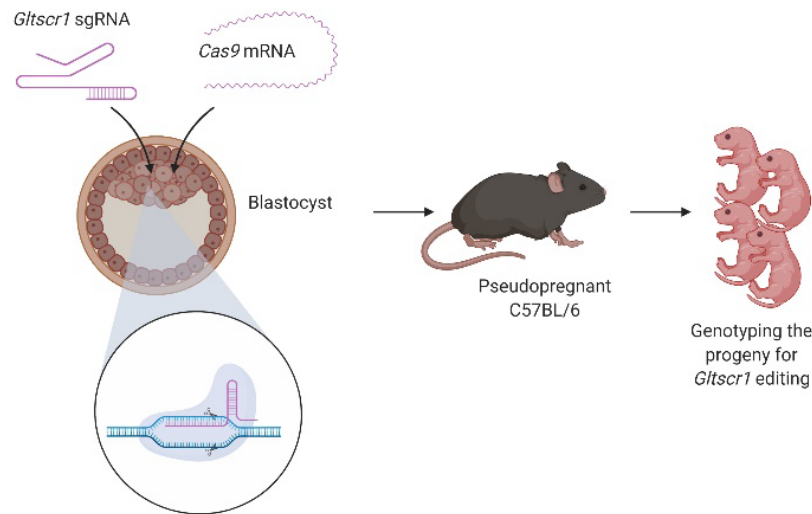 Gltscr1 sgRNA
Cas9 mRNA
Blastocyst
Pseudopregnant
C57BL/6
Genotyping the
progeny for
Gltscr1 editing